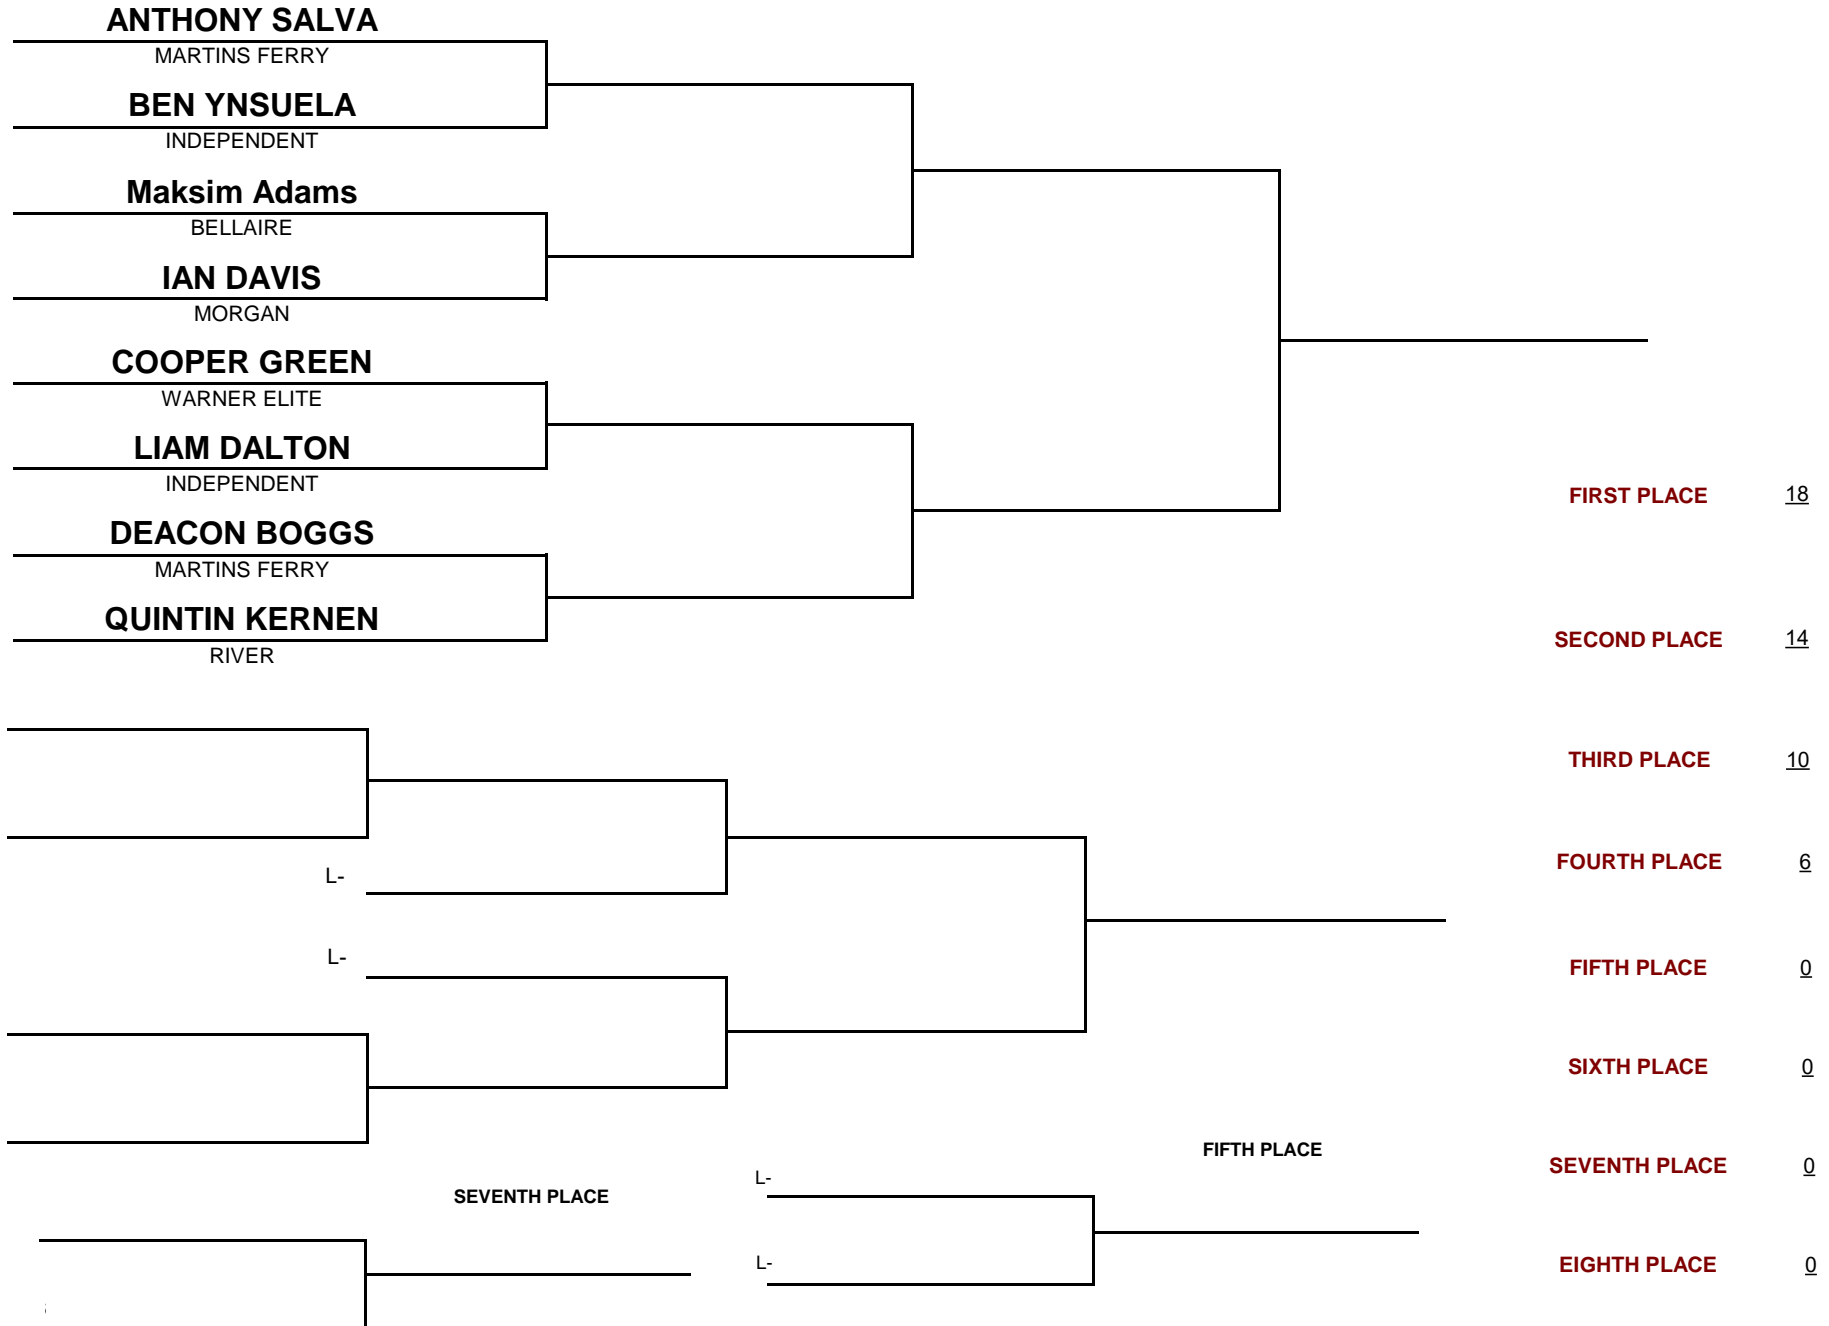 ANTHONY SALVA
MARTINS FERRY
BEN YNSUELA
INDEPENDENT
Maksim Adams
BELLAIRE
IAN DAVIS
MORGAN
COOPER GREEN
WARNER ELITE
LIAM DALTON
INDEPENDENT
FIRST PLACE 18
DEACON BOGGS
MARTINS FERRY
QUINTIN KERNEN
SECOND PLACE 14
RIVER
THIRD PLACE 10
FOURTH PLACE 6
L-
L-
FIFTH PLACE 0
SIXTH PLACE 0
FIFTH PLACE
SEVENTH PLACE 0
L-
SEVENTH PLACE
L-
EIGHTH PLACE 0